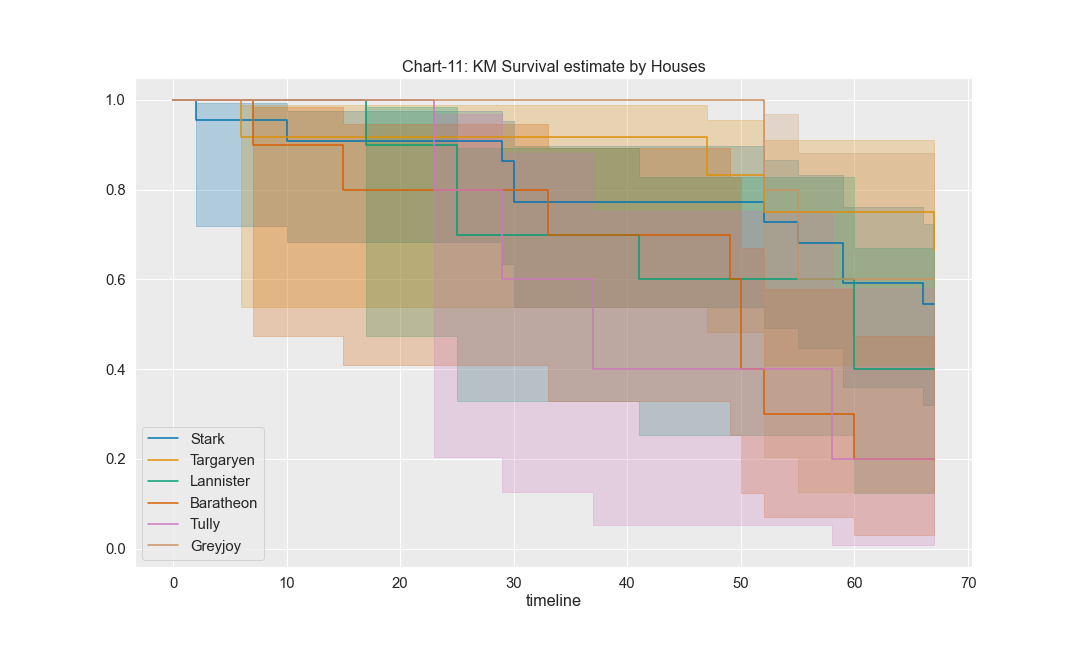 Chart-11: KM Survival estimate by Houses
1.0
0.8
0.6
0.4
0.2
0.0
Stark
Targaryen
Lannister
Baratheon
Tully
Greyjoy
0 10 20 30 40 50 60 70
timeline